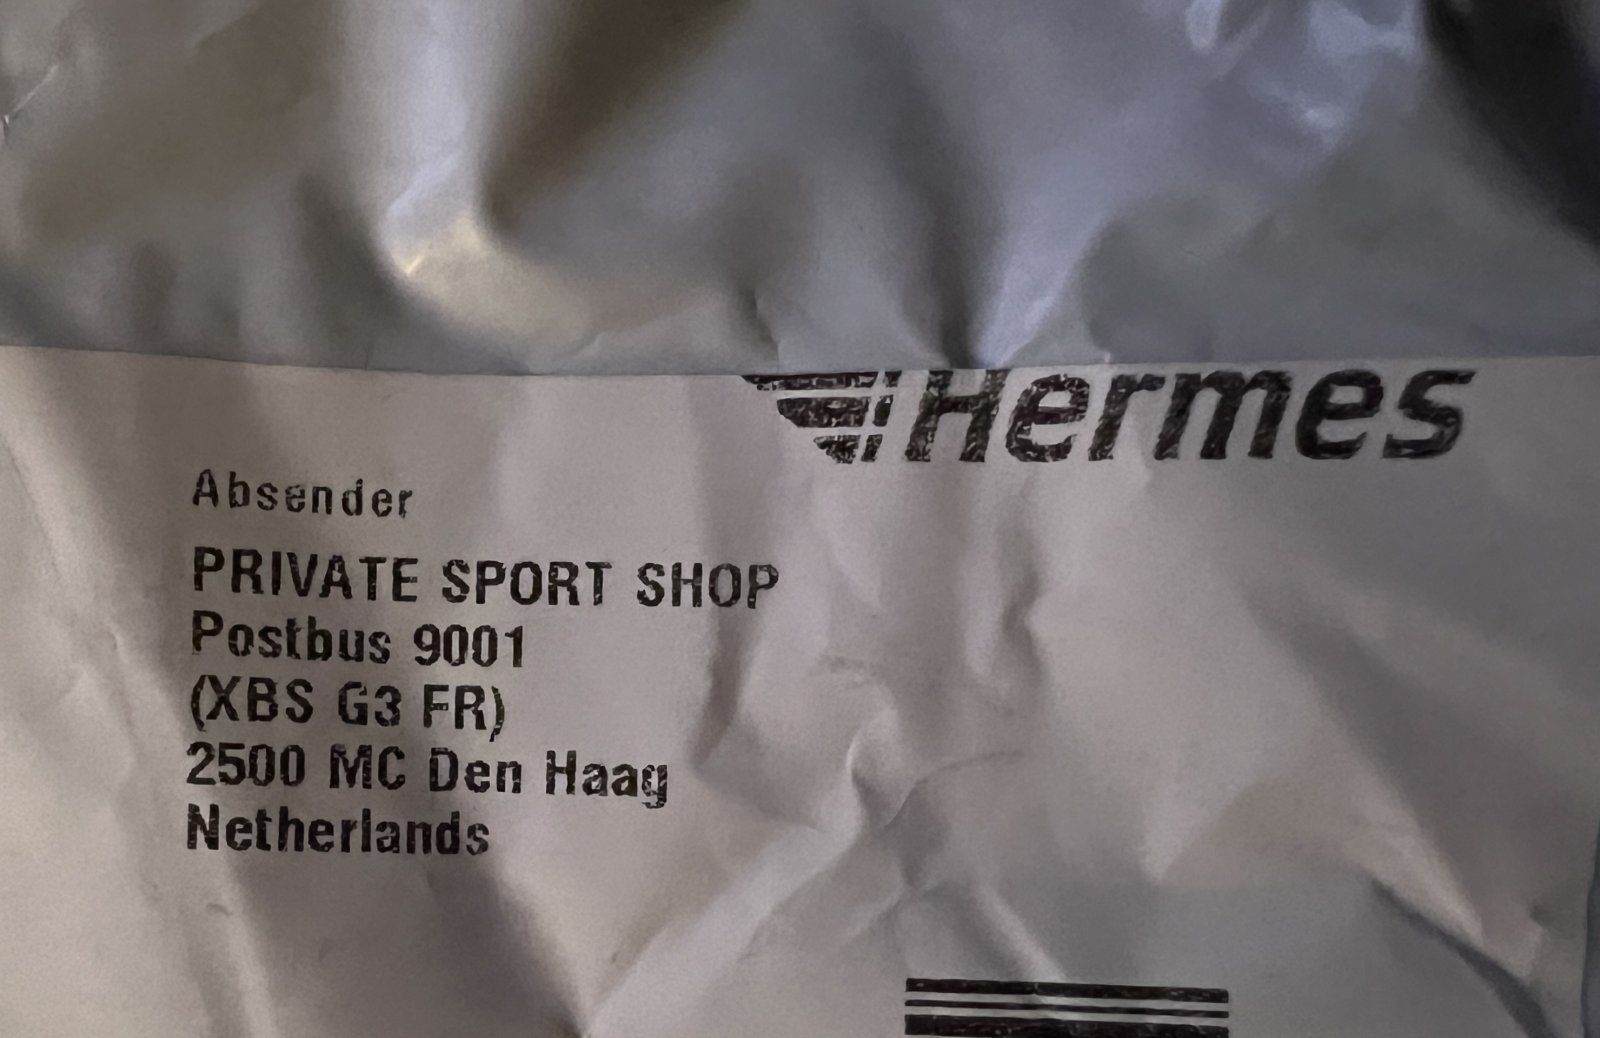 Hermes
Absender
PRIVATE SPORT SHOP
Postbus 9001
(XBS G3 FR)
2500 MC Den Haag
Netherlands